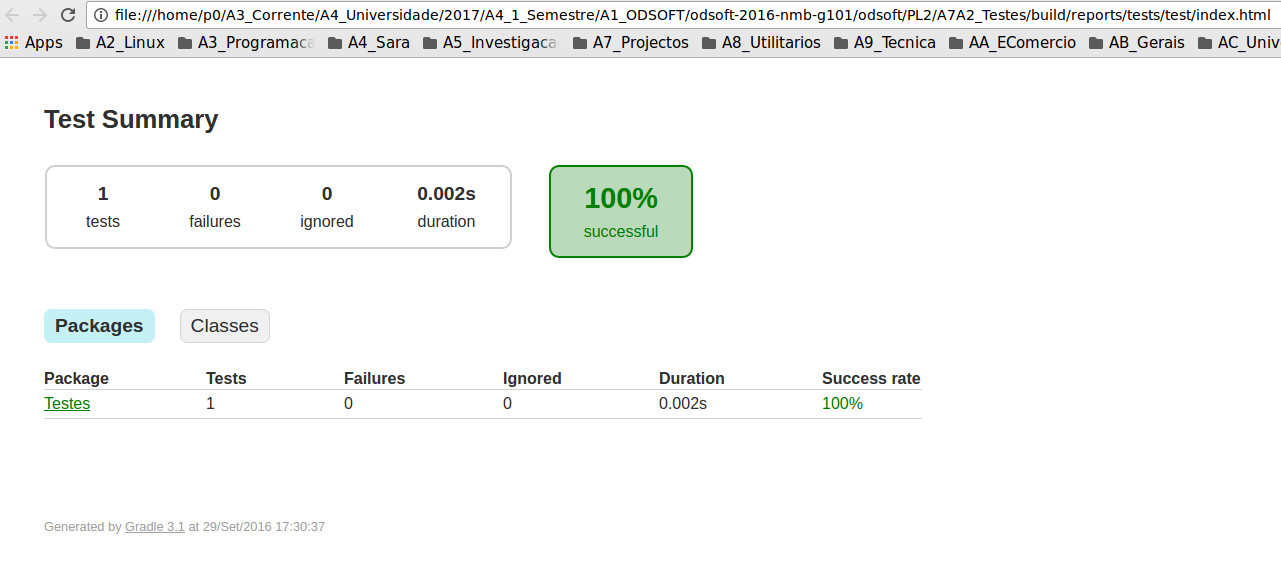 file:///home/p0/A3_Corrente/A4_Universidade/2017/A4_1_Semestre/A1_ODSOFT/odsoft-2016-nmb-g101/odsoft/PL2/A7A2_Testes/build/reports/tests/test/index.html
Apps A2_Linux A3_Programaca A4_Sara A5_Investigaca A7_Projectos A8_Utilitarios A9_Tecnica AA_EComercio AB_Gerais AC_Unive
Test Summary
1 0 0 0.002s 100%
tests failures ignored duration successful
Packages Classes
Package Tests Failures Ignored Duration Success rate
Testes 1 0 0 0.002s 100%
Generated by Gradle 3.1 at 29/Set/2016 17:30:37